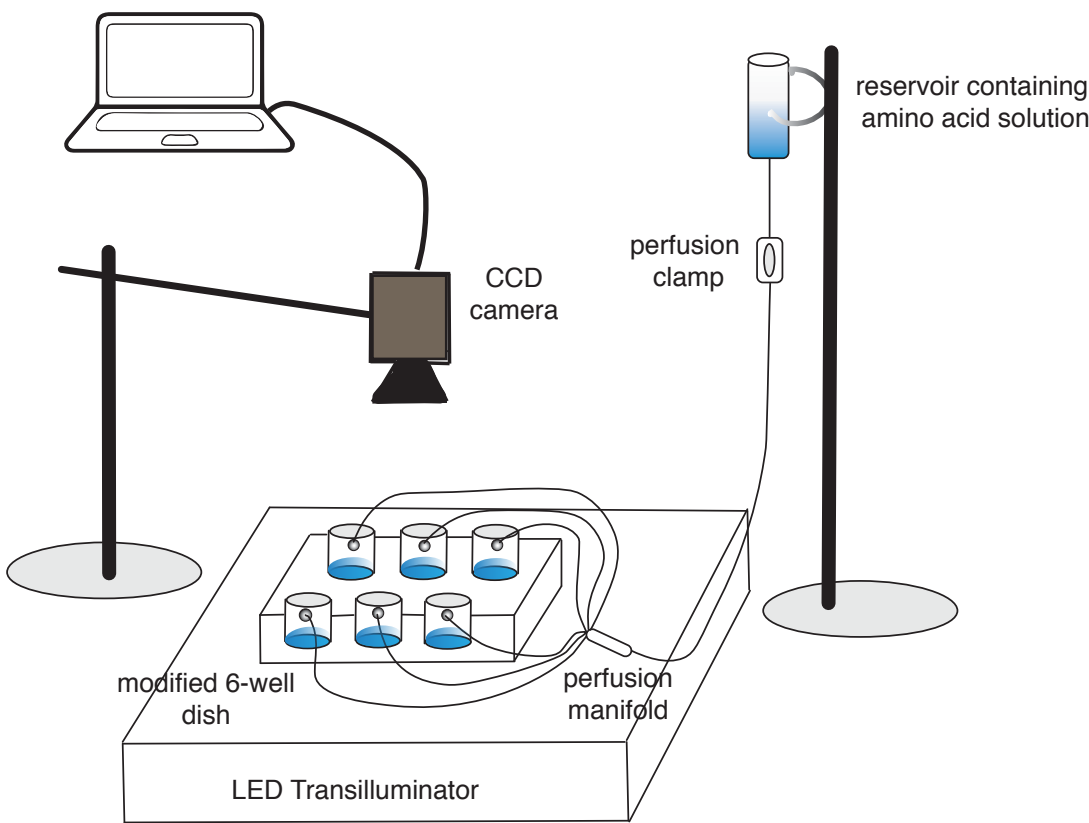 reservoir containing
amino acid solution
perfusion
clamp
CCD
camera
modified 6-well
dish
perfusion
manifold
LED Transilluminator